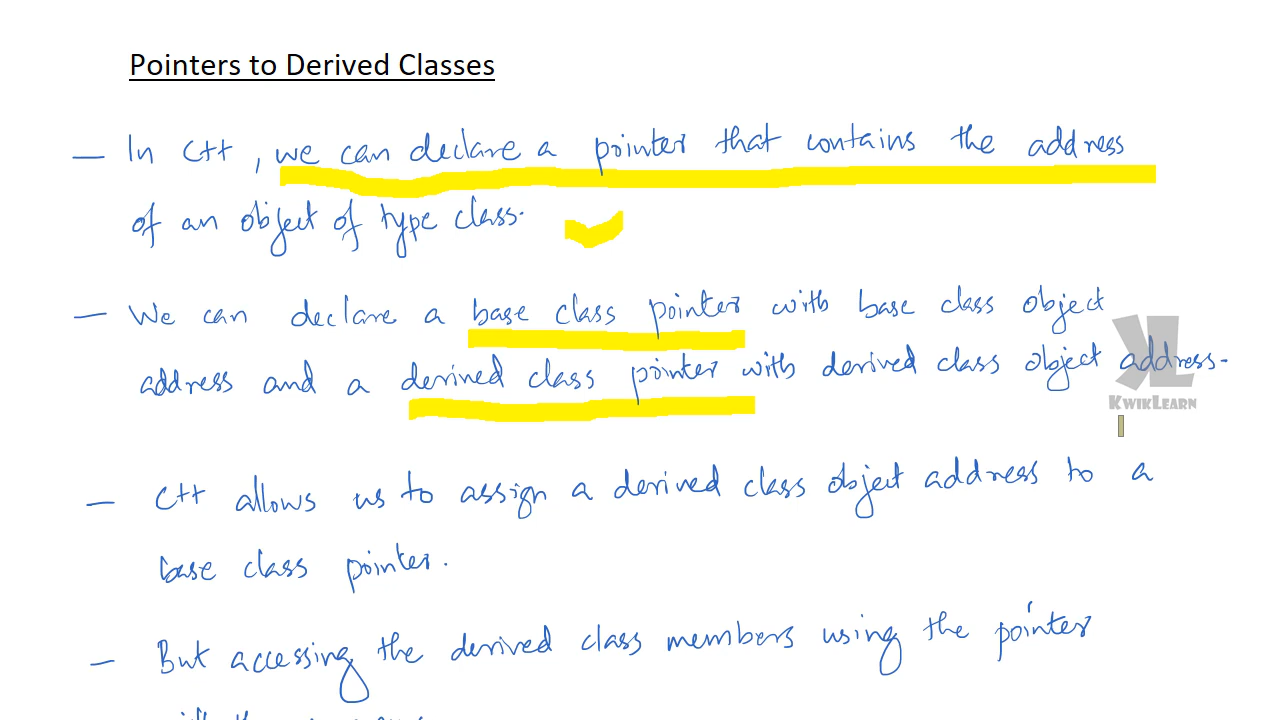 Pointers to Derived Classes
— In C++, we can declare a pointer that contains the address
of an object of type class.
— We can declare a base class pointer with base class object
address and a derived class pointer with derived class object address.
KwikLearn
— C++ allows us to assign a derived class object address to a
base class pointer.
— But accessing the derived class members using the pointer